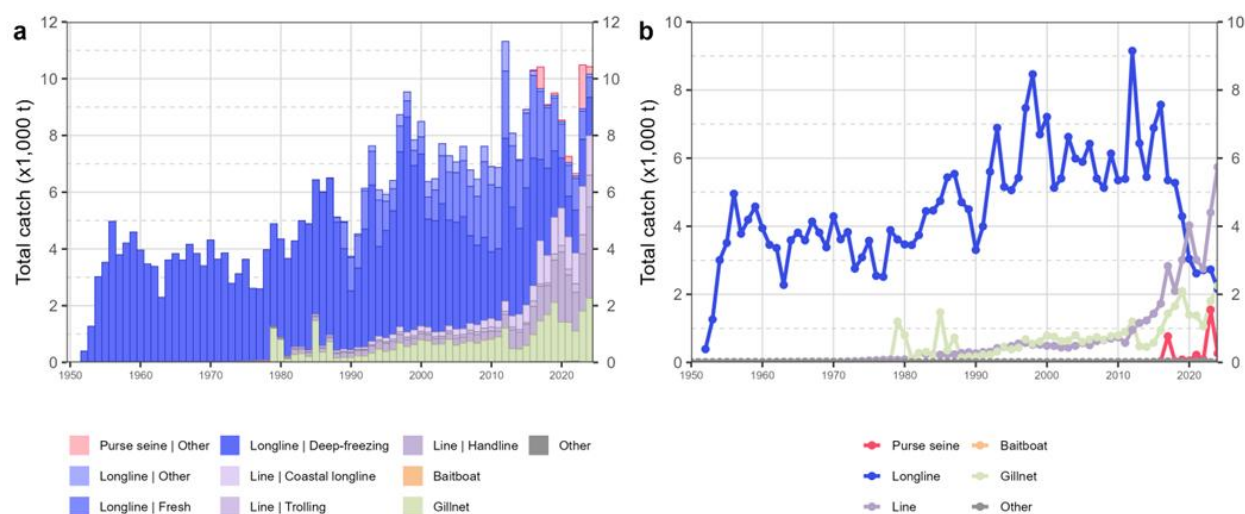 a
b
Total catch (x1,000 t)
12
10
8
6
4
2
0
12
10
8
6
4
2
0
1950 1960 1970 1980 1990 2000 2010 2020
Total catch (x1,000 t)
10
8
6
4
2
0
10
8
6
4
2
0
1950 1960 1970 1980 1990 2000 2010 2020
Purse seine | Other Longline | Deep-freezing Line | Handline Other
Longline | Other Line | Coastal longline Baitboat
Longline | Fresh Line | Trolling Gillnet
Purse seine Baitboat
Longline Gillnet
Line Other